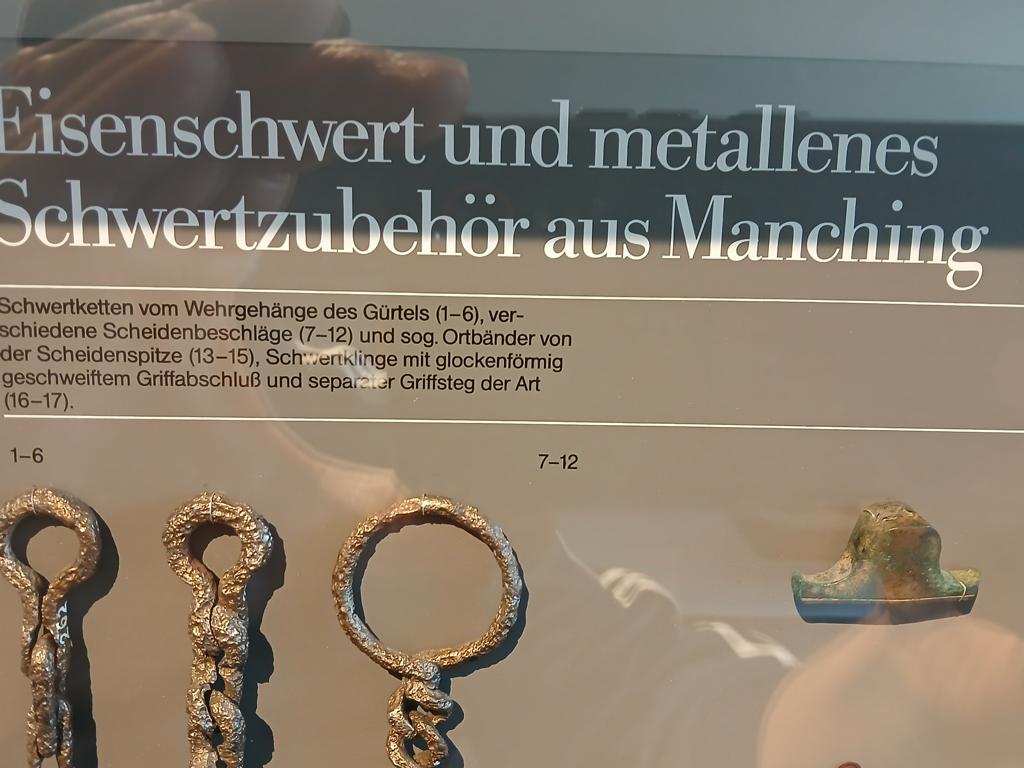 Eisenschwert und metallenes
Schwertzubehör aus Manching
Schwertketten vom Wehrgehänge des Gürtels (1–6), ver-
schiedene Scheidenbeschläge (7–12) und sog. Ortbänder von
der Scheidenspitze (13–15), Schwertklinge mit glockenförmig
geschweiftem Griffabschluß und separater Griffsteg der Art
(16–17).
1–6
7–12